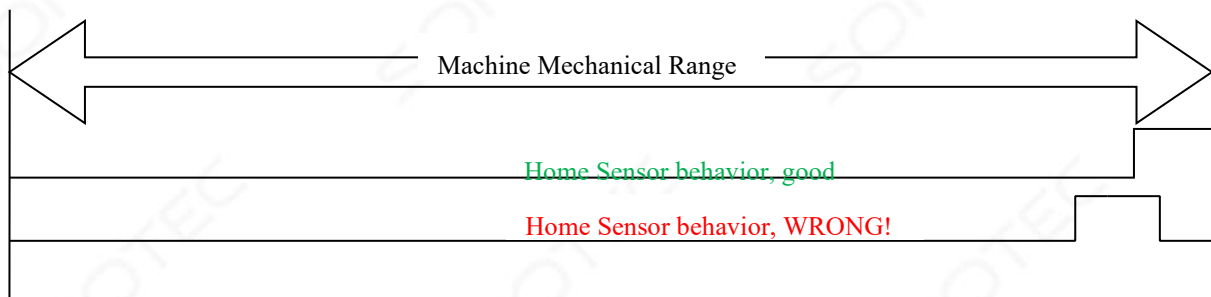 Machine Mechanical Range
Home Sensor behavior, good
Home Sensor behavior, WRONG!